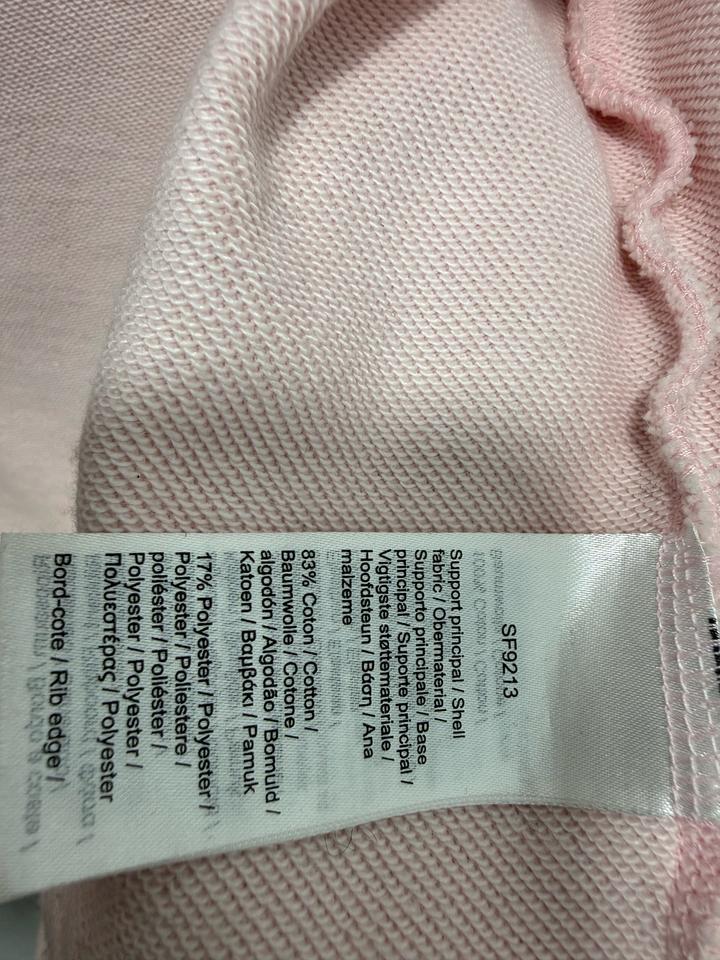 SF9213
Support principal / Shell
fabric / Obermaterial /
Supporto principale / Base
principal / Suporte principal /
Vigtigste støttemateriale /
Hoofdsteun / Βάση / Ana
malzeme
83% Coton / Cotton /
Baumwolle / Cotone /
algodón / Algodão / Bomuld /
Katoen / Βαμβάκι / Pamuk
17% Polyester / Polyester /
Polyester / Poliestere /
poliéster / Poliéster /
Polyester / Polyester /
Πολυεστέρας / Polyester
Bord-cote / Rib edge /